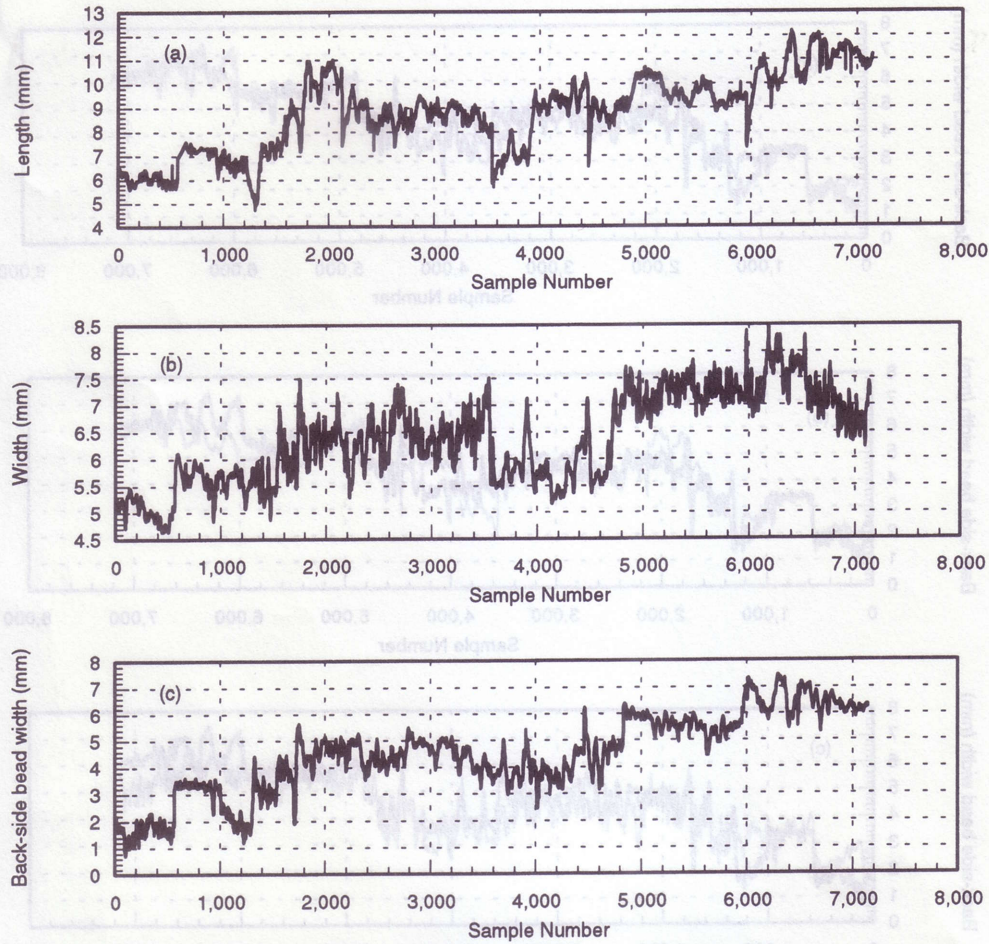 13
12
11
10
9
8
7
6
5
4
(a)
Length (mm)
0 1,000 2,000 3,000 4,000 5,000 6,000 7,000 8,000
Sample Number
8.5
8
7.5
7
6.5
6
5.5
5
4.5
(b)
Width (mm)
0 1,000 2,000 3,000 4,000 5,000 6,000 7,000 8,000
Sample Number
8
7
6
5
4
3
2
1
0
(c)
Back-side bead width (mm)
0 1,000 2,000 3,000 4,000 5,000 6,000 7,000 8,000
Sample Number